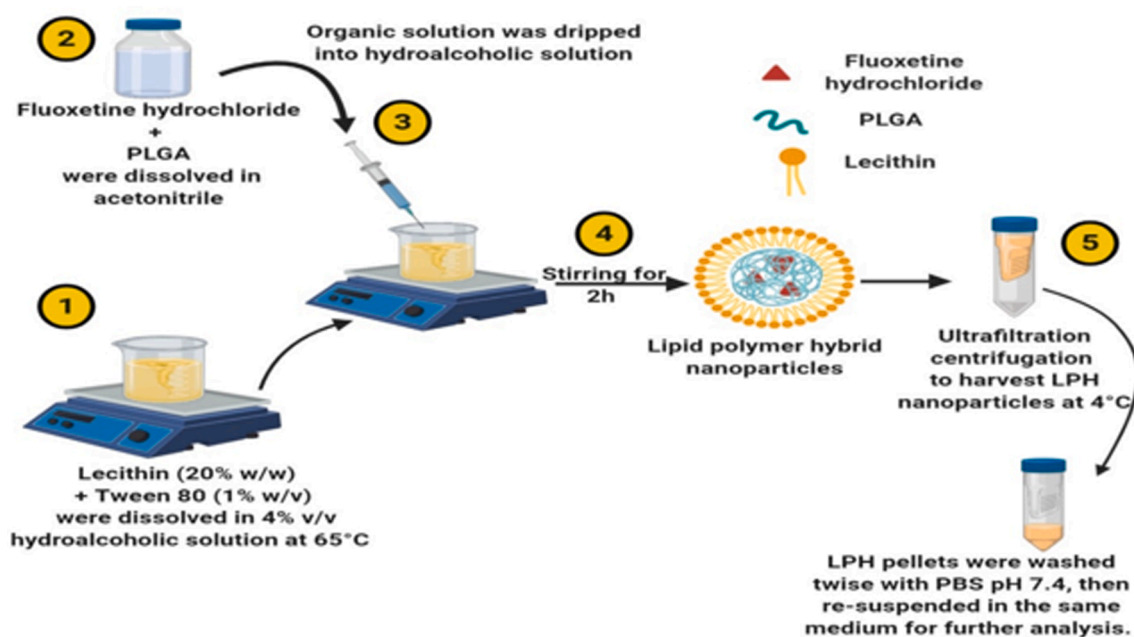 2
Fluoxetine hydrochloride
+
PLGA
were dissolved in
acetonitrile
Organic solution was dripped
into hydroalcoholic solution
3
1
Lecithin (20% w/w)
+ Tween 80 (1% w/v)
were dissolved in 4% v/v
hydroalcoholic solution at 65°C
4
Stirring for
2h
Fluoxetine
hydrochloride
PLGA
Lecithin
Lipid polymer hybrid
nanoparticles
5
Ultrafiltration
centrifugation
to harvest LPH
nanoparticles at 4°C
LPH pellets were washed
twise with PBS pH 7.4, then
re-suspended in the same
medium for further analysis.